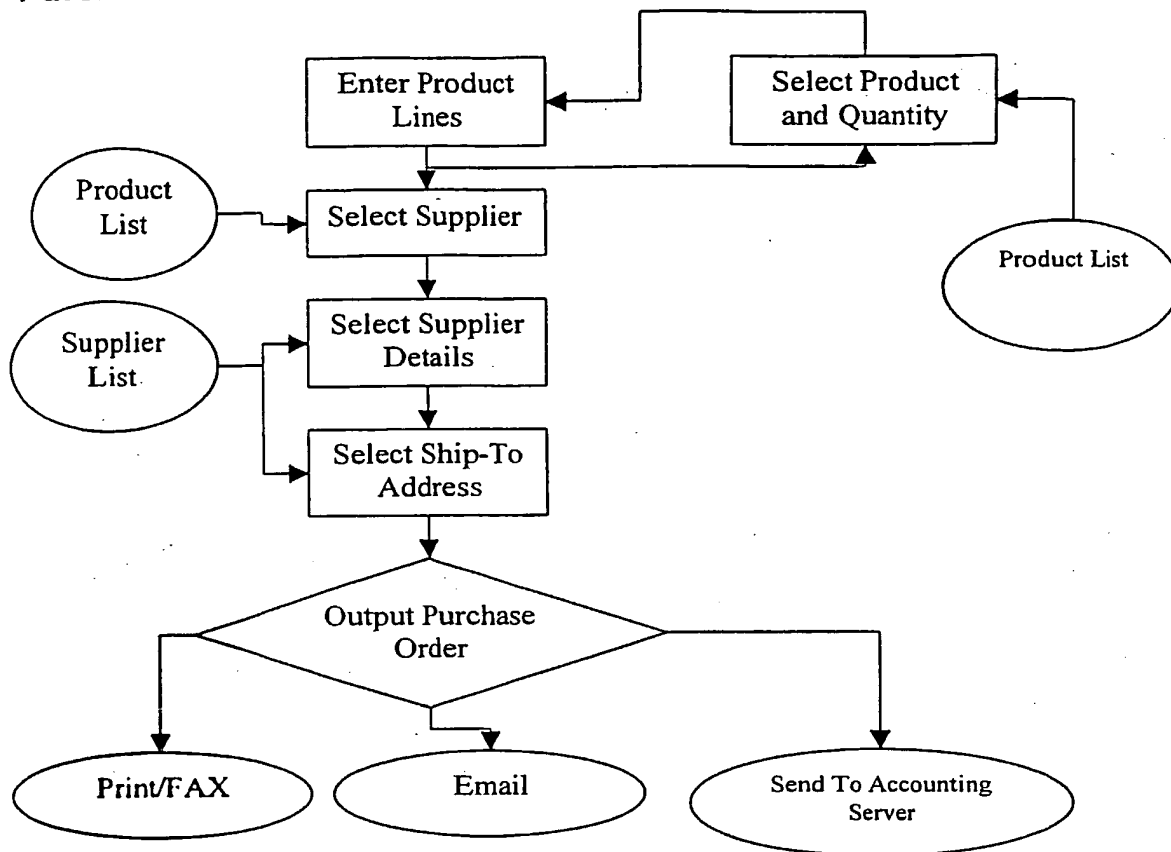 Enter Product
Lines
Select Product
and Quantity
Product
List
Select Supplier
Product List
Supplier
List
Select Supplier
Details
Select Ship-To
Address
Output Purchase
Order
Print/FAX
Email
Send To Accounting
Server